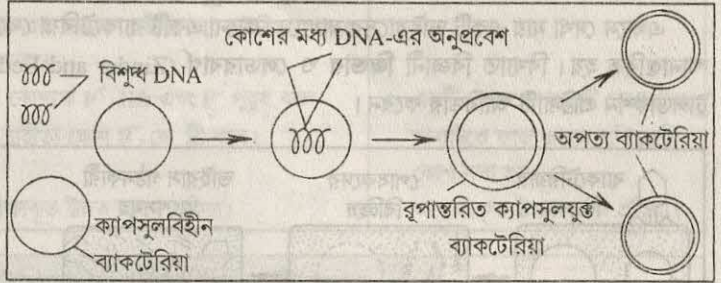 কোশের মধ্য DNA-এর অনুপ্রবেশ
বিশুদ্ধ DNA
অপত্য ব্যাকটেরিয়া
ক্যাপসুলবিহীন
ব্যাকটেরিয়া
রূপান্তরিত ক্যাপসুলযুক্ত
ব্যাকটেরিয়া